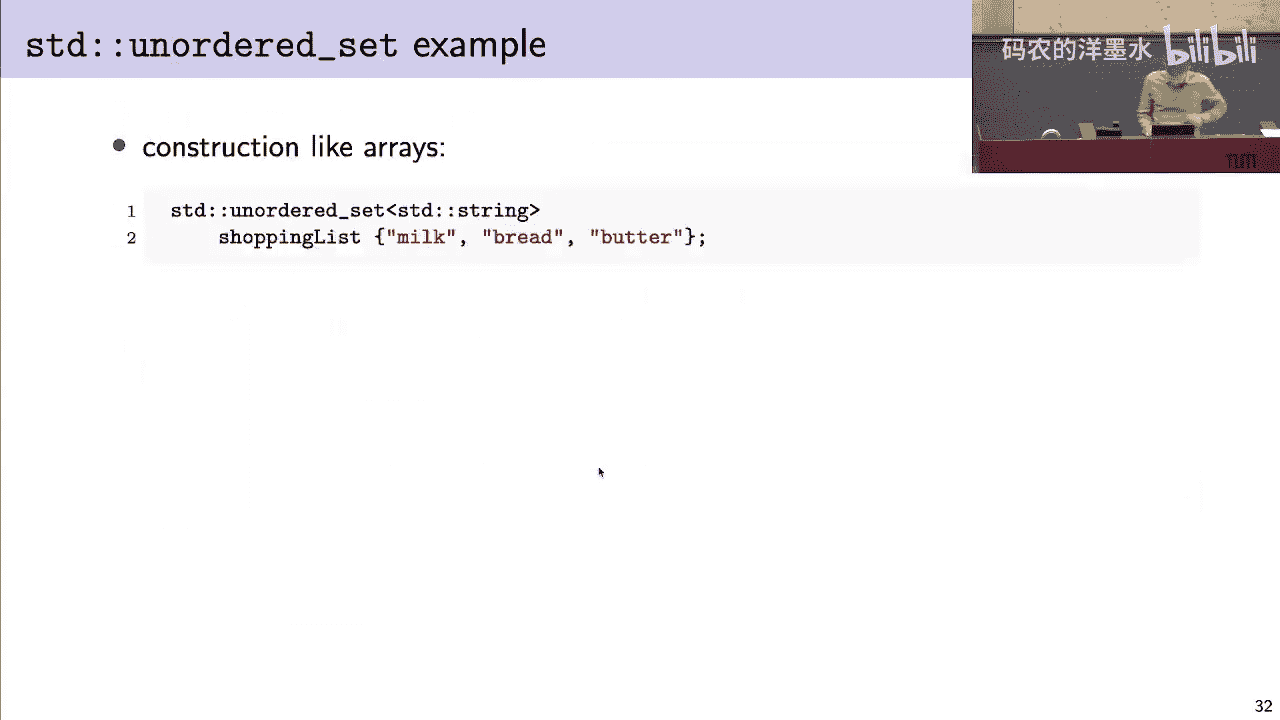 std::unordered_set example
码农的洋墨水 bilibili
TUM
• construction like arrays:
1 std::unordered_set<std::string>
2 shoppingList {"milk", "bread", "butter"};
32